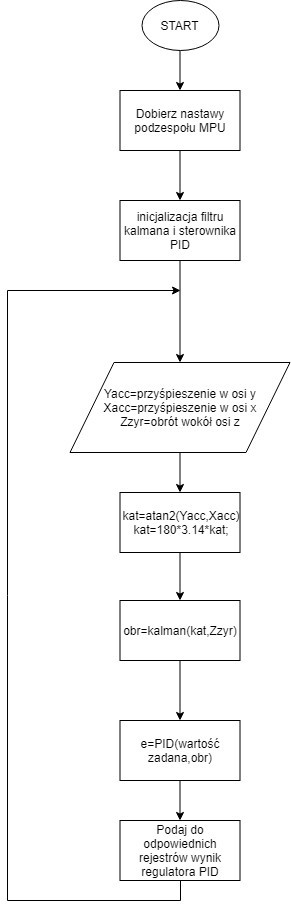 START
Dobierz nastawy
podzespołu MPU
inicjalizacja filtru
kalmana i sterownika
PID
Yacc=przyśpieszenie w osi y
Xacc=przyśpieszenie w osi x
Zzyr=obrót wokół osi z
kat=atan2(Yacc,Xacc)
kat=180*3.14*kat;
obr=kalman(kat,Zzyr)
e=PID(wartość
zadana,obr)
Podaj do
odpowiednich
rejestrów wynik
regulatora PID